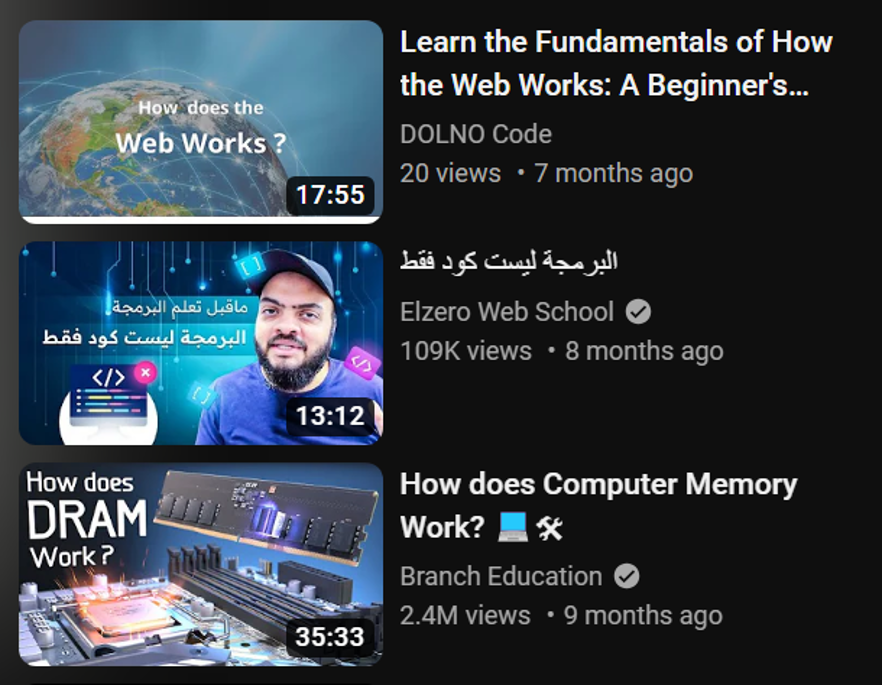 How does the
Web Works ?
17:55
Learn the Fundamentals of How
the Web Works: A Beginner's...
DOLNO Code
20 views • 7 months ago
[ ]
ماقبل تعلم البرمجة
البرمجة ليست كود فقط
</>
</>
[ ]
13:12
البرمجة ليست كود فقط
Elzero Web School
109K views • 8 months ago
How does
DRAM
Work?
35:33
How does Computer Memory
Work? 💻 🛠
Branch Education
2.4M views • 9 months ago